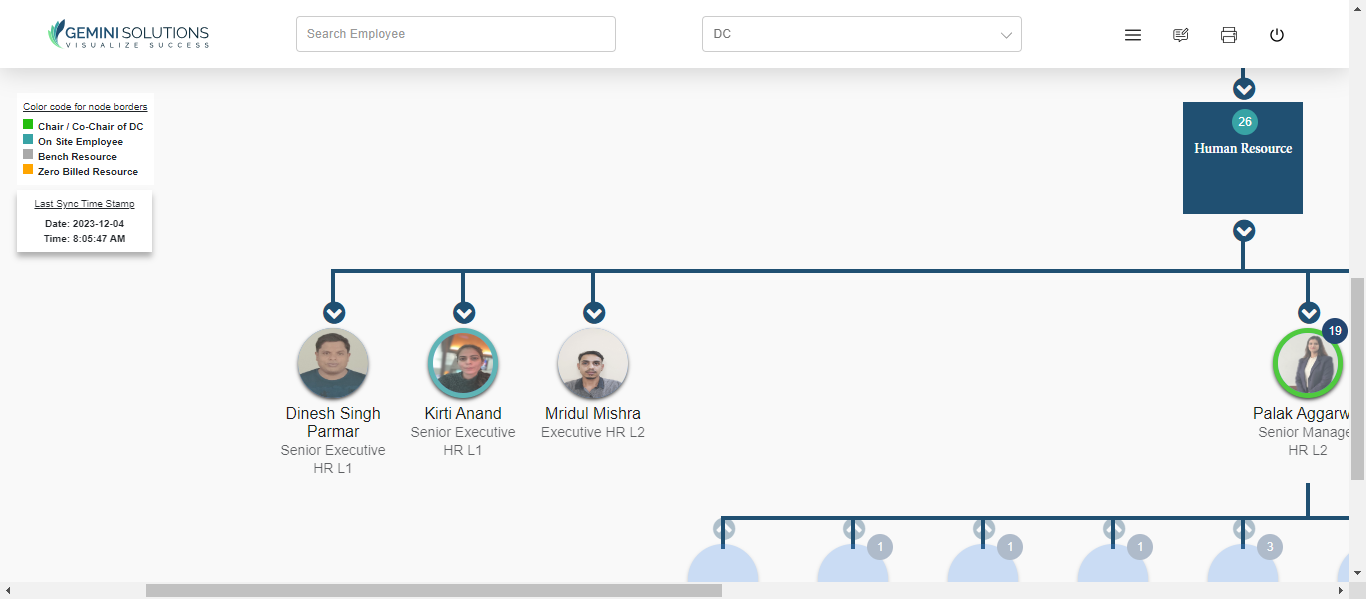 GEMINI SOLUTIONS
VISUALIZE SUCCESS
Search Employee
DC
Color code for node borders
Chair / Co-Chair of DC
On Site Employee
Bench Resource
Zero Billed Resource
Last Sync Time Stamp
Date: 2023-12-04
Time: 8:05:47 AM
26
Human Resource
19
Dinesh Singh
Parmar
Senior Executive
HR L1
Kirti Anand
Senior Executive
HR L1
Mridul Mishra
Executive HR L2
Palak Aggarw
Senior Manage
HR L2
1
1
1
3